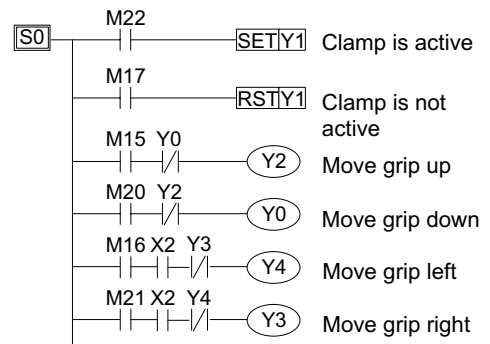 M22
S0 SET Y1 Clamp is active
M17
RST Y1 Clamp is not
active
M15 Y0
Y2 Move grip up
M20 Y2
Y0 Move grip down
M16 X2 Y3
Y4 Move grip left
M21 X2 Y4
Y3 Move grip right